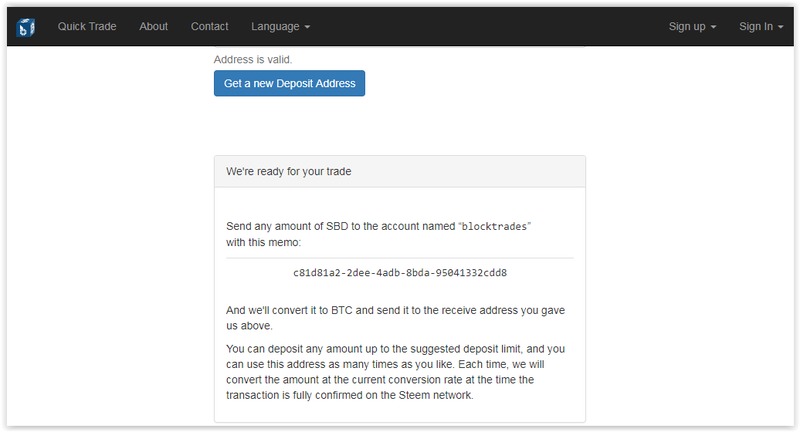 Quick Trade About Contact Language Sign up Sign In
Address is valid.
Get a new Deposit Address
We're ready for your trade
Send any amount of SBD to the account named “blocktrades”
with this memo:
c81d81a2-2dee-4adb-8bda-95041332cdd8
And we'll convert it to BTC and send it to the receive address you gave
us above.
You can deposit any amount up to the suggested deposit limit, and you
can use this address as many times as you like. Each time, we will
convert the amount at the current conversion rate at the time the
transaction is fully confirmed on the Steem network.